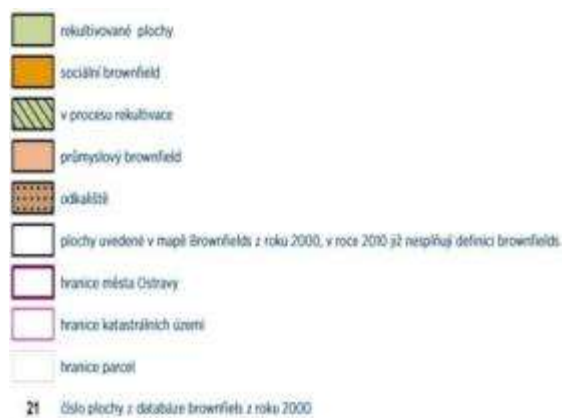 rekultivované plochy
sociální brownfield
v procesu rekultivace
průmyslový brownfield
odkaliště
plochy uvedené v mapě Brownfields z roku 2000, v roce 2010 již nesplňují definici brownfields.
hranice města Ostravy
hranice katastrálních území
hranice parcel
21 číslo plochy z databáze brownfiels z roku 2000